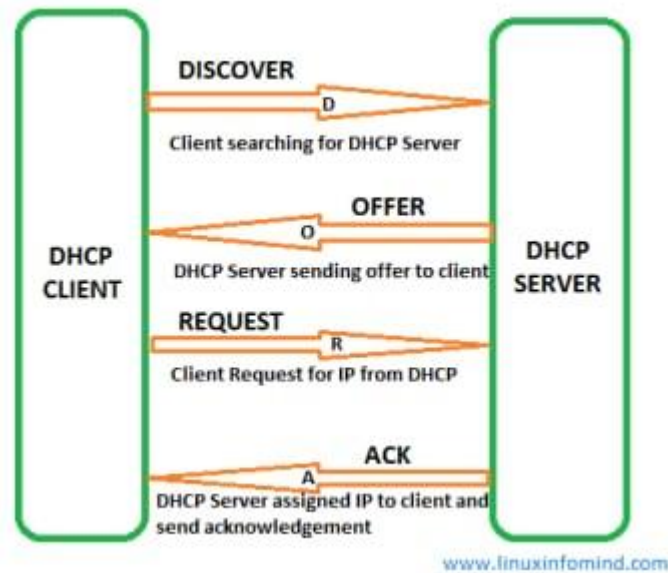 DISCOVER
D
Client searching for DHCP Server
OFFER
O
DHCP Server sending offer to client
DHCP
CLIENT
DHCP
SERVER
REQUEST
R
Client Request for IP from DHCP
ACK
A
DHCP Server assigned IP to client and
send acknowledgement
www.linuxinfomind.com